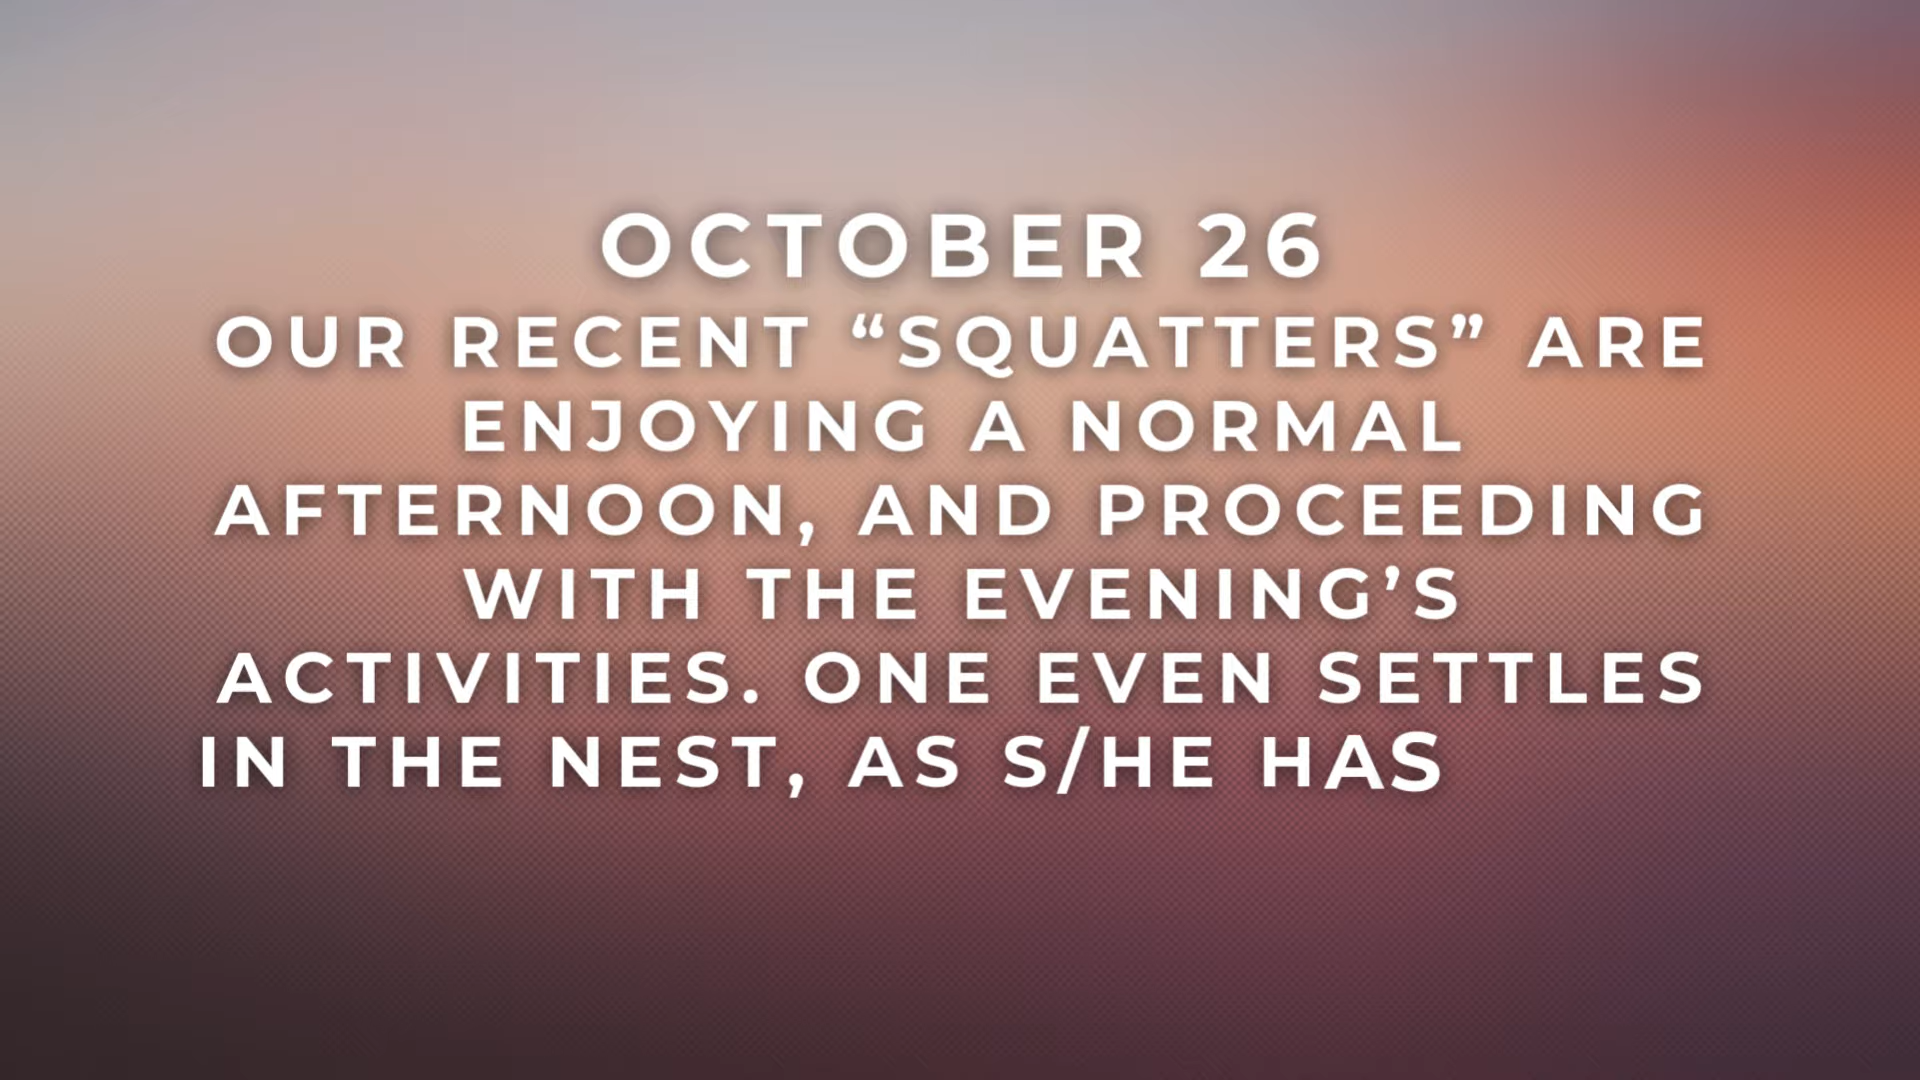 OCTOBER 26
OUR RECENT “SQUATTERS” ARE
ENJOYING A NORMAL
AFTERNOON, AND PROCEEDING
WITH THE EVENING’S
ACTIVITIES. ONE EVEN SETTLES
IN THE NEST, AS S/HE HAS